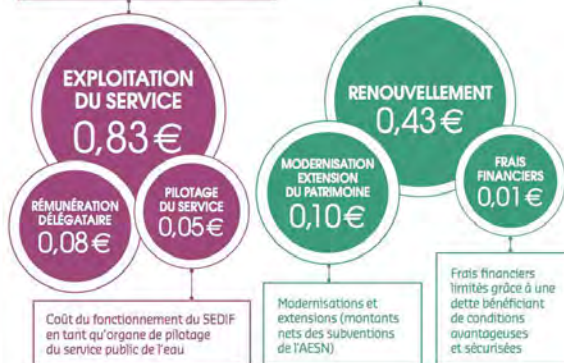 EXPLOITATION
DU SERVICE
0,83 €
RÉMUNÉRATION
DÉLÉGATAIRE
0,08 €
PILOTAGE
DU SERVICE
0,05 €
Coût du fonctionnement du SEDIF
en tant qu'organe de pilotage
du service public de l'eau
RENOUVELLEMENT
0,43 €
MODERNISATION
EXTENSION
DU PATRIMOINE
0,10 €
FRAIS
FINANCIERS
0,01 €
Modernisations et
extensions (montants
nets des subventions
de l'AESN)
Frais financiers
limités grâce à une
dette bénéficiant
de conditions
avantageuses
et sécurisées